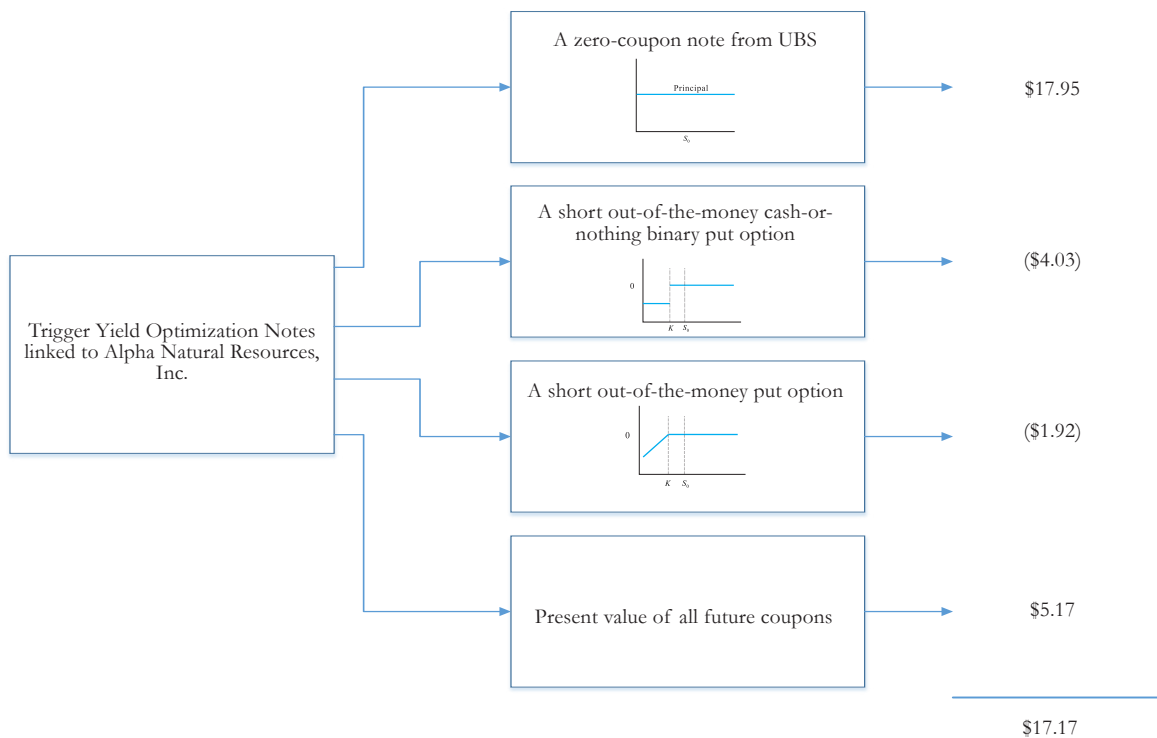 A zero-coupon note from UBS
Principal
S₀
$17.95
A short out-of-the-money cash-or-
nothing binary put option
0
K
S₀
($4.03)
Trigger Yield Optimization Notes
linked to Alpha Natural Resources,
Inc.
A short out-of-the-money put option
0
K
S₀
($1.92)
Present value of all future coupons
$5.17
$17.17